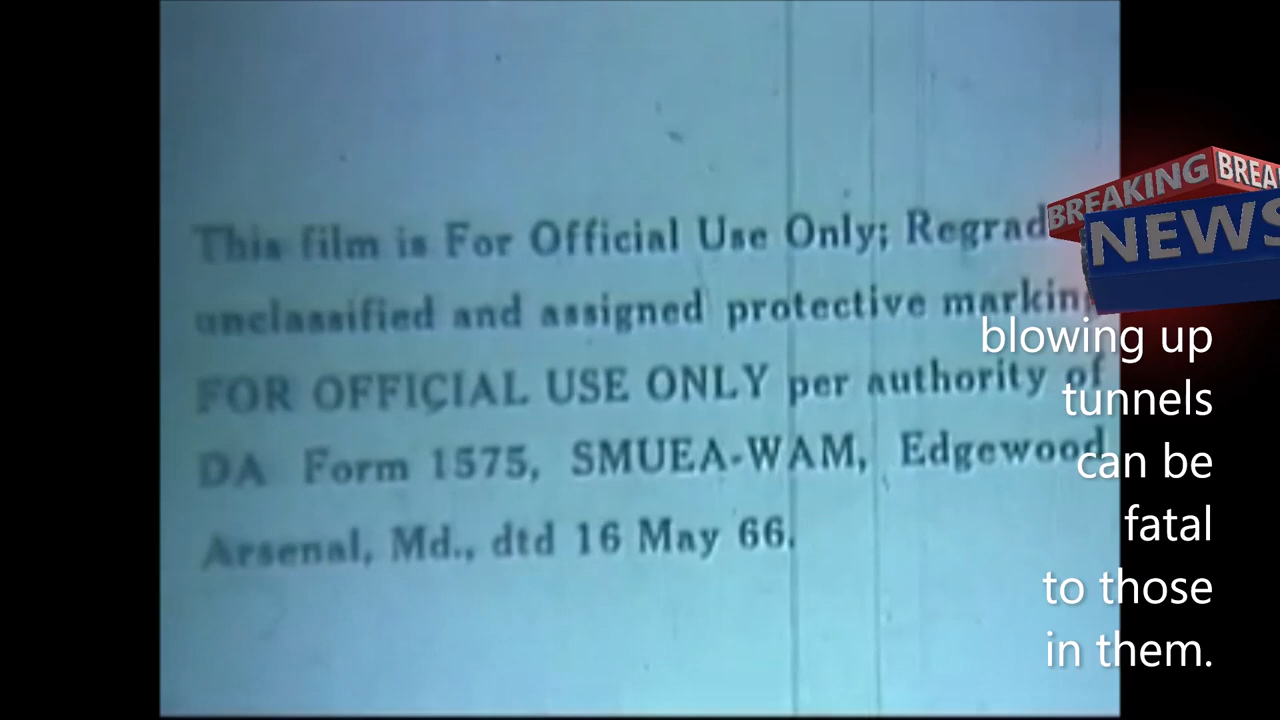 This film is For Official Use Only; Regrad
unclassified and assigned protective markin
FOR OFFICIAL USE ONLY per authority of
DA Form 1575, SMUEA-WAM, Edgewood
Arsenal, Md., dtd 16 May 66.
BREAKING BREA
NEWS
blowing up
tunnels
can be
fatal
to those
in them.